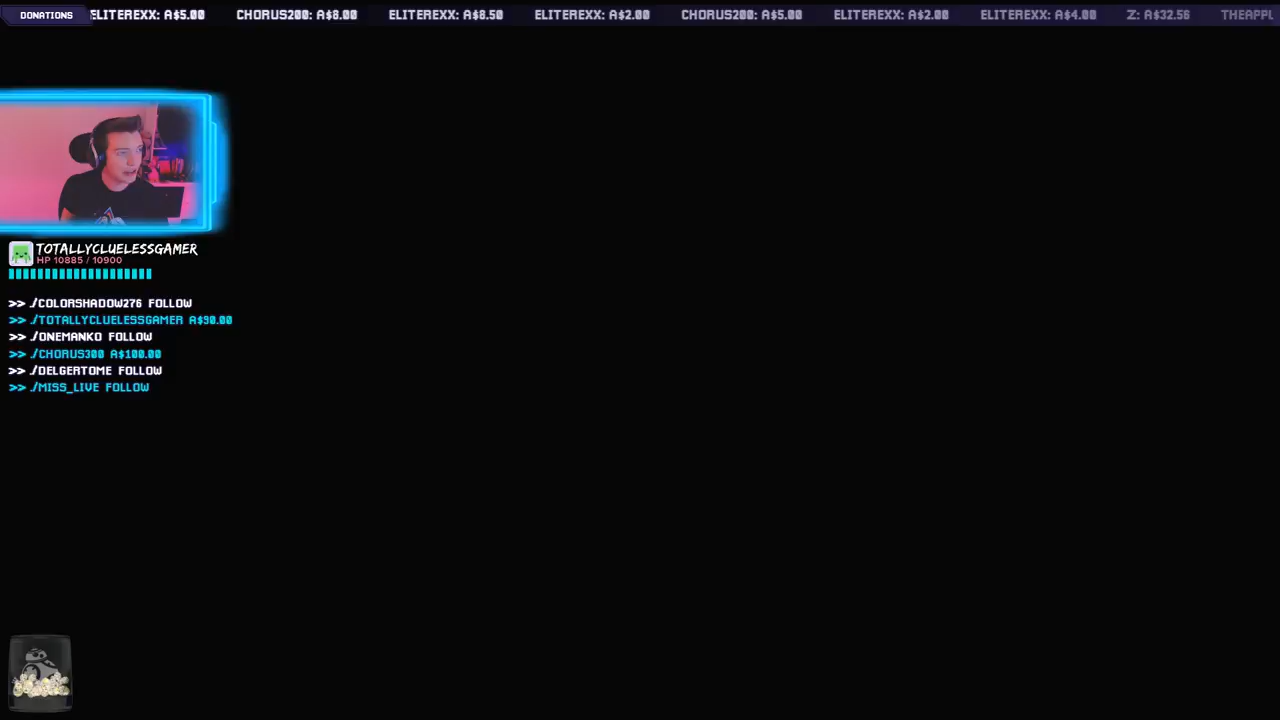 DONATIONS ELITEREXX: A$5.00 CHORUS200: A$8.00 ELITEREXX: A$8.50 ELITEREXX: A$2.00 CHORUS200: A$5.00 ELITEREXX: A$2.00 ELITEREXX: A$4.00 Z: A$32.56 THEAPPL
TOTALLYCLUELESSGAMER
HP 10885 / 10900
>> ./COLORSHADOW276 FOLLOW
>> ./TOTALLYCLUELESSGAMER A$90.00
>> ./ONEMANKO FOLLOW
>> ./CHORUS300 A$100.00
>> ./DELGERTOME FOLLOW
>> ./MISS_LIVE FOLLOW